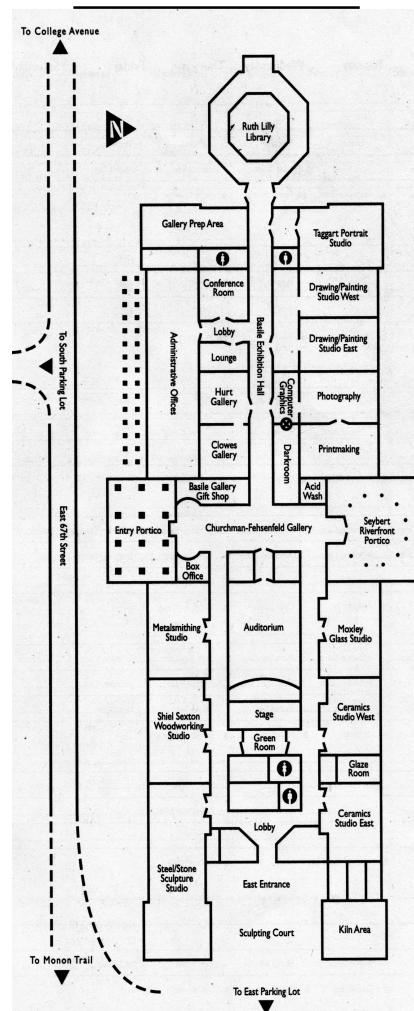 To College Avenue
N
Ruth Lilly
Library
Gallery Prep Area
Taggart Portrait
Studio
Conference
Room
Drawing/Painting
Studio West
Lobby
Basile Exhibition Hall
Drawing/Painting
Studio East
To South Parking Lot
Administrative Offices
Lounge
Hurt
Gallery
Computer
Graphics
Photography
Clowes
Gallery
Darkroom
Printmaking
Basile Gallery
Gift Shop
Acid
Wash
East 67th Street
Entry Portico
Churchman-Fehsenfeld Gallery
Seybert
Riverfront
Portico
Box
Office
Metalsmithing
Studio
Auditorium
Moxley
Glass Studio
Shiel Sexton
Woodworking
Studio
Stage
Ceramics
Studio West
Green
Room
Glaze
Room
Lobby
Ceramics
Studio East
Steel/Stone
Sculpture
Studio
East Entrance
Sculpting Court
Kiln Area
To Monon Trail
To East Parking Lot